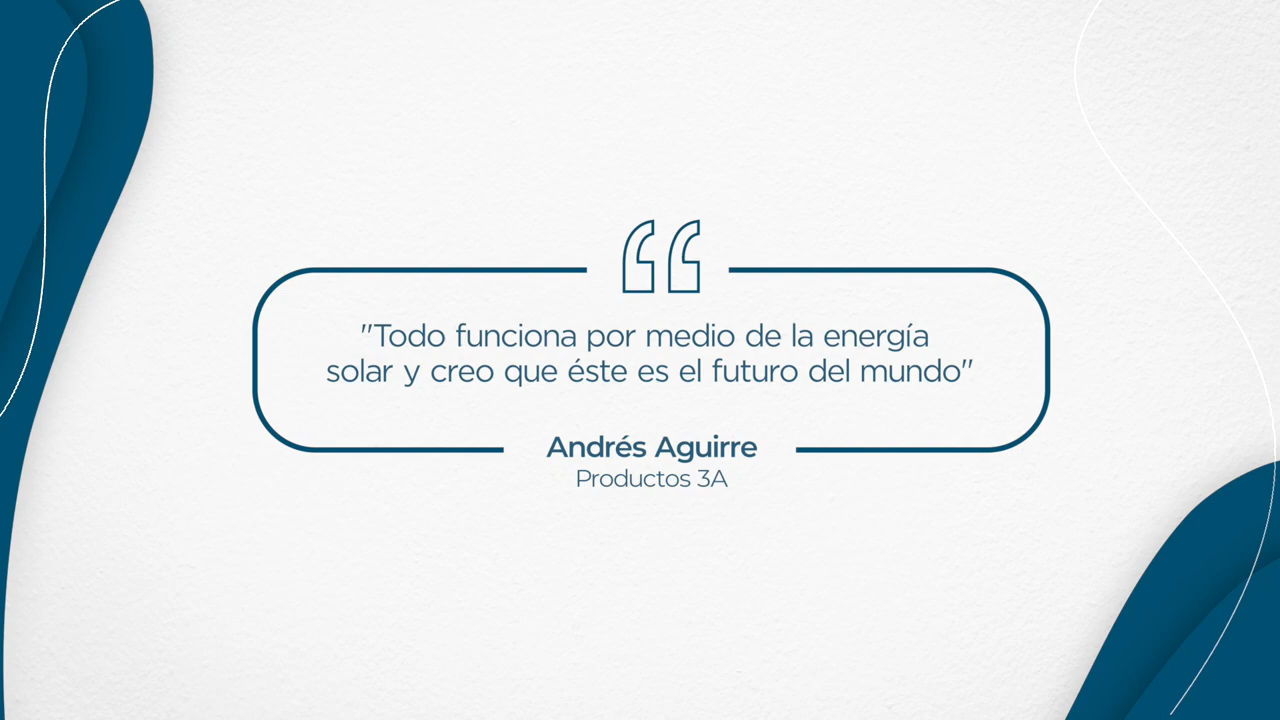 "Todo funciona por medio de la energía
solar y creo que éste es el futuro del mundo"
Andrés Aguirre
Productos 3A